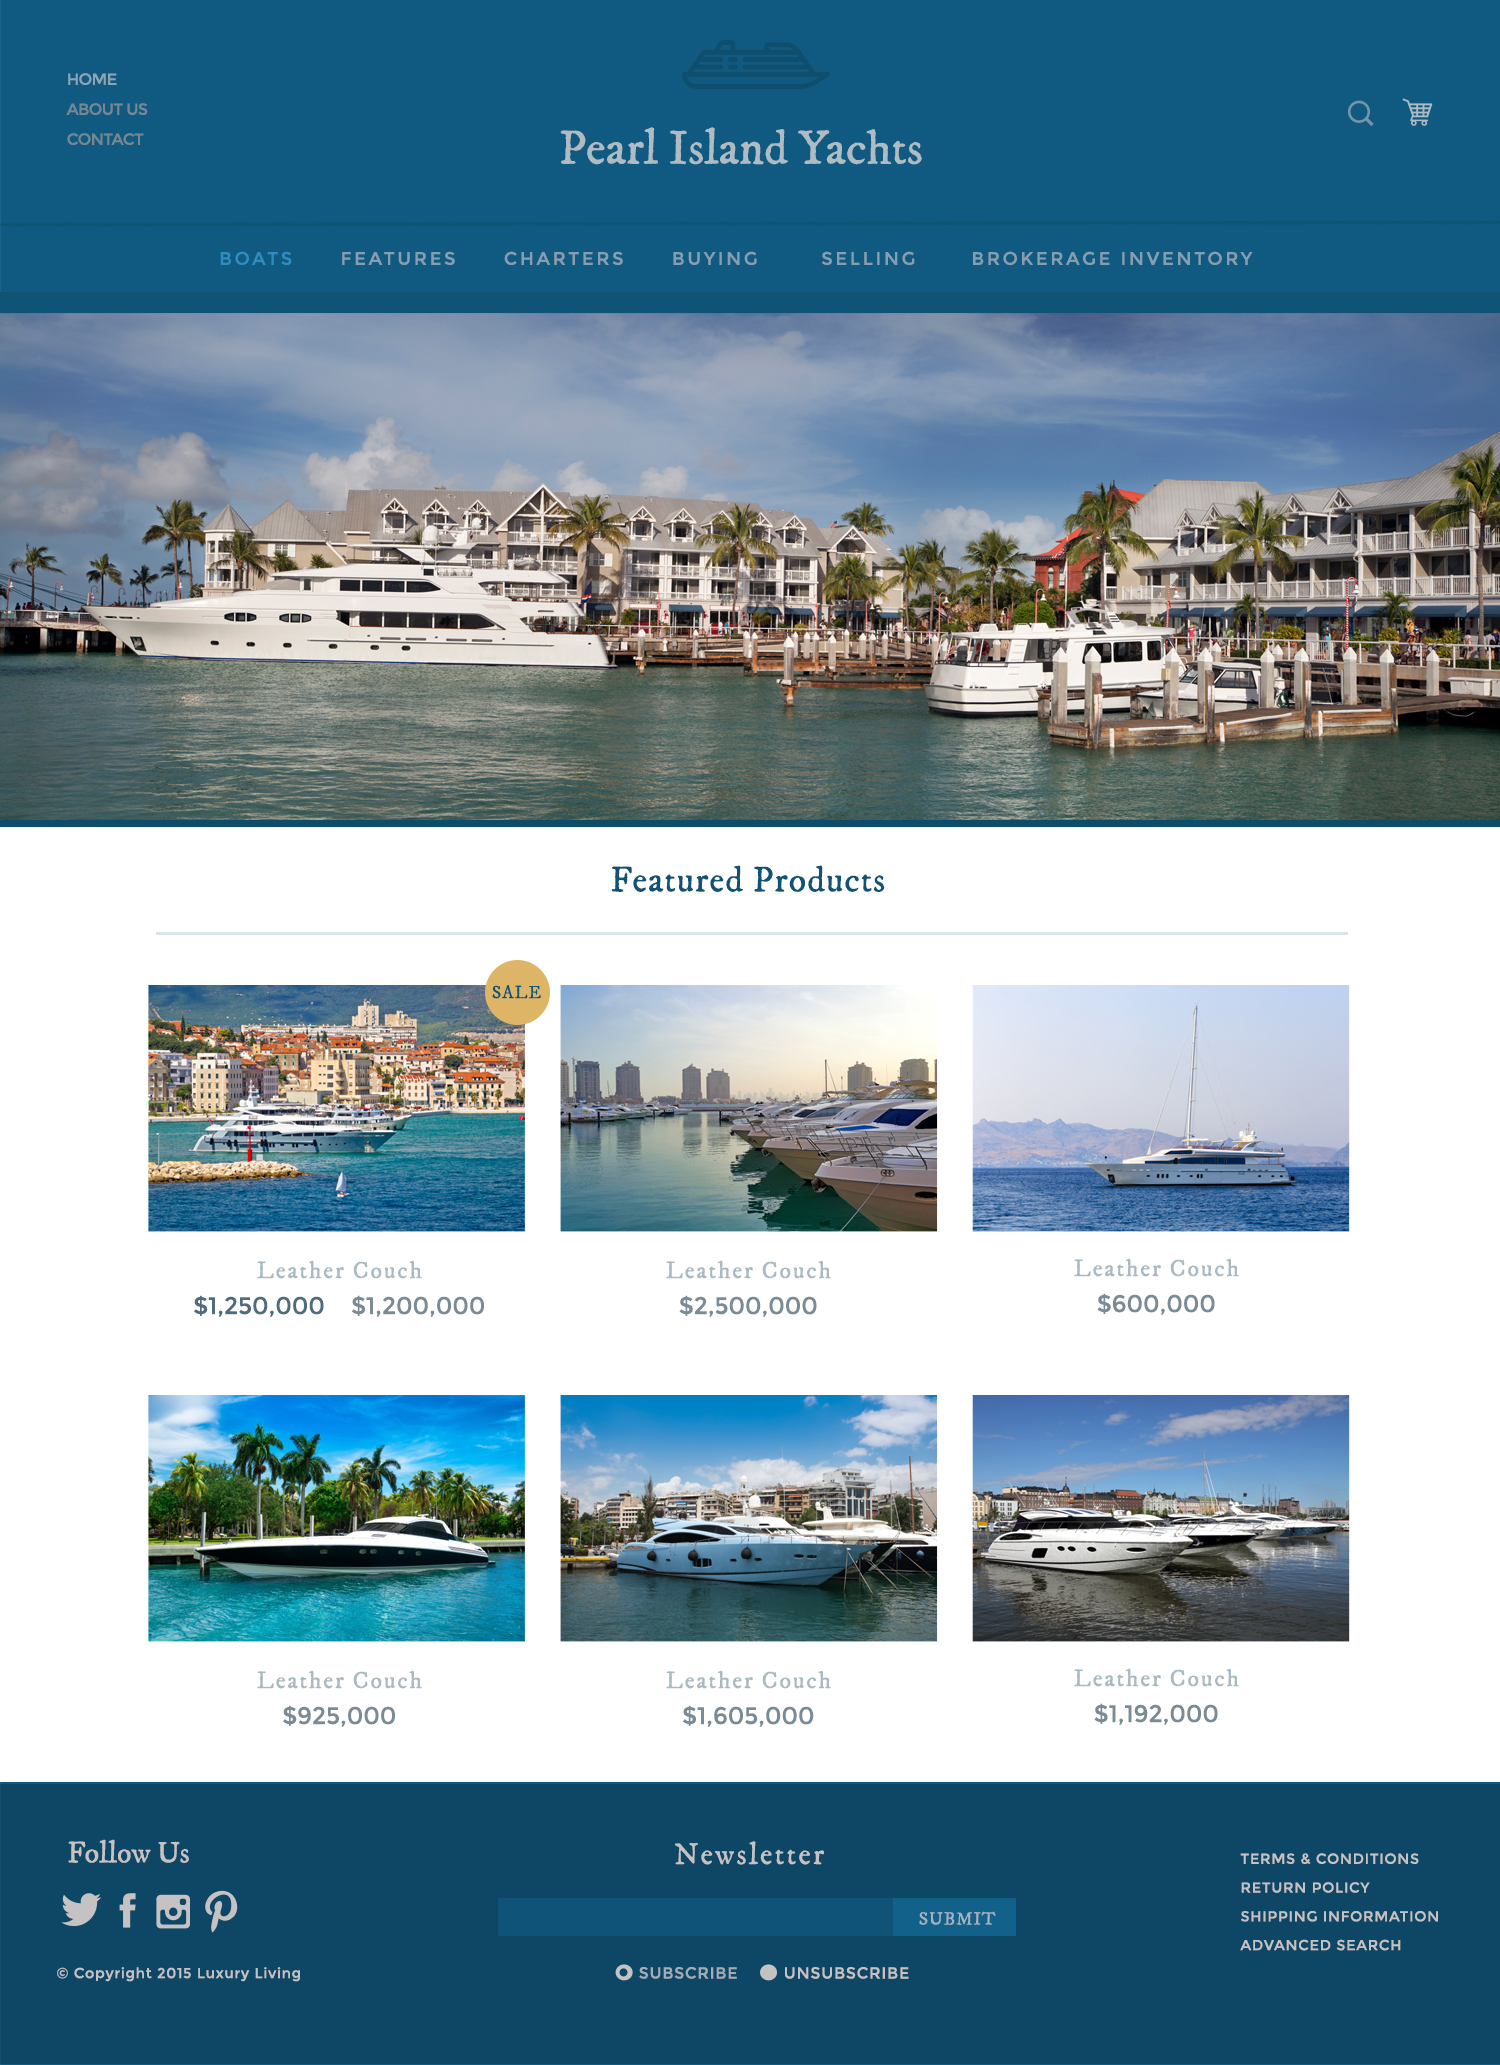 HOME
ABOUT US
CONTACT
Pearl Island Yachts
BOATS FEATURES CHARTERS BUYING SELLING BROKERAGE INVENTORY
Featured Products
SALE
Leather Couch
$1,250,000 $1,200,000
Leather Couch
$2,500,000
Leather Couch
$600,000
Leather Couch
$925,000
Leather Couch
$1,605,000
Leather Couch
$1,192,000
Follow Us
© Copyright 2015 Luxury Living
Newsletter
SUBMIT
SUBSCRIBE UNSUBSCRIBE
TERMS & CONDITIONS
RETURN POLICY
SHIPPING INFORMATION
ADVANCED SEARCH